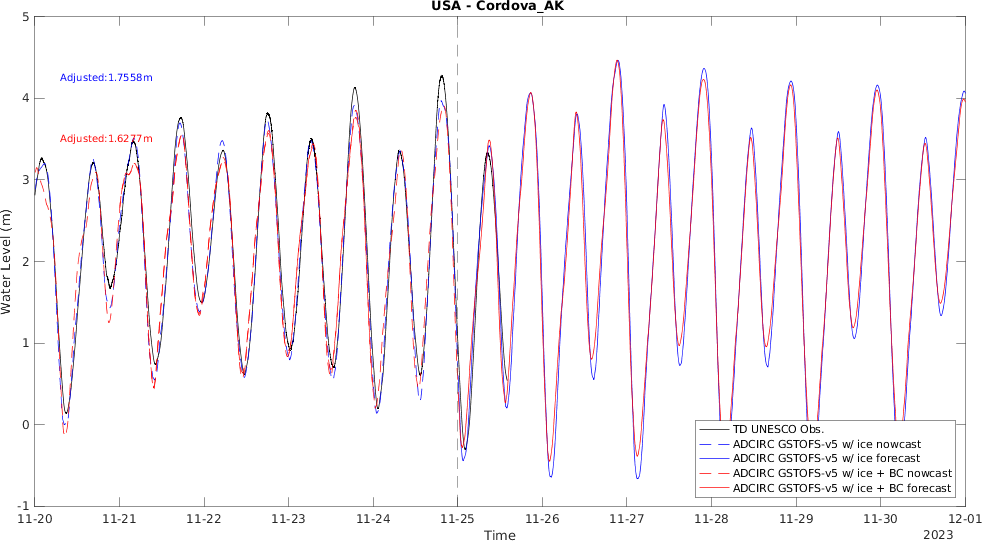 USA - Cordova_AK
5
4
3
2
1
0
-1
Water Level (m)
Adjusted:1.7558m
Adjusted:1.6277m
TD UNESCO Obs.
ADCIRC GSTOFS-v5 w/ ice nowcast
ADCIRC GSTOFS-v5 w/ ice forecast
ADCIRC GSTOFS-v5 w/ ice + BC nowcast
ADCIRC GSTOFS-v5 w/ ice + BC forecast
11-20 11-21 11-22 11-23 11-24 11-25 11-26 11-27 11-28 11-29 11-30 12-01
Time
2023